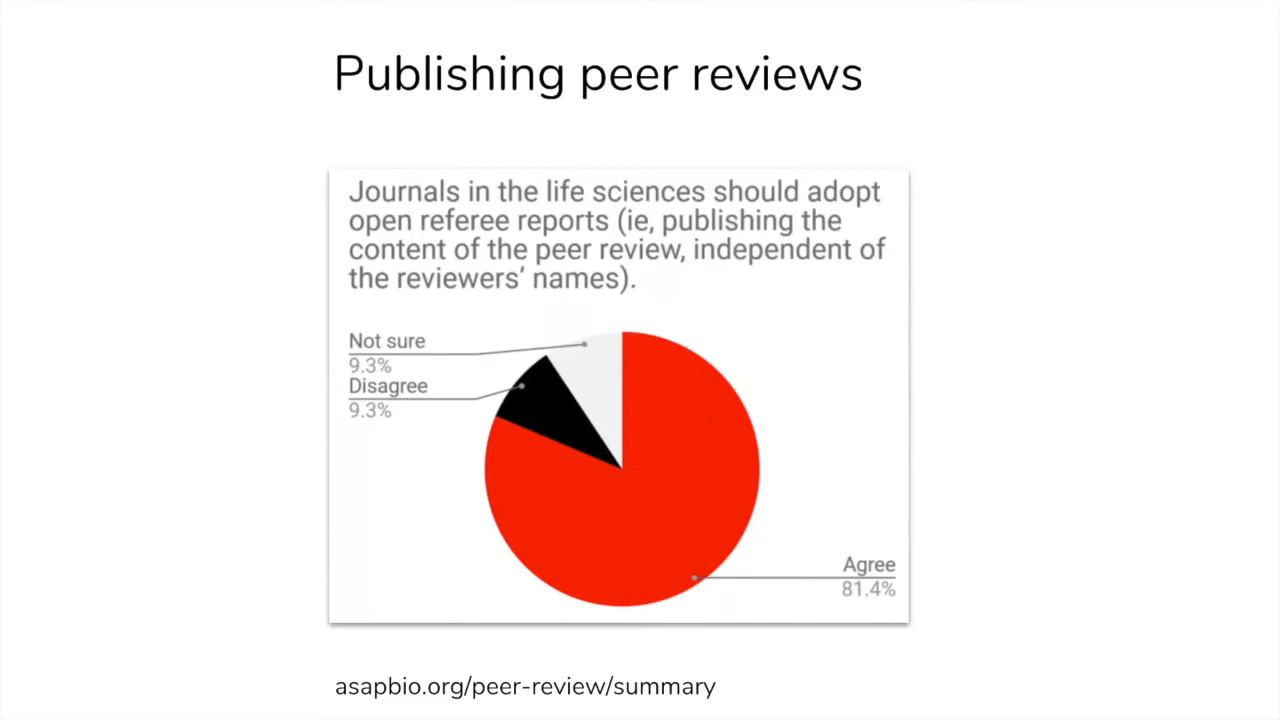 Publishing peer reviews
Journals in the life sciences should adopt
open referee reports (ie, publishing the
content of the peer review, independent of
the reviewers’ names).
Not sure
9.3%
Disagree
9.3%
Agree
81.4%
asapbio.org/peer-review/summary